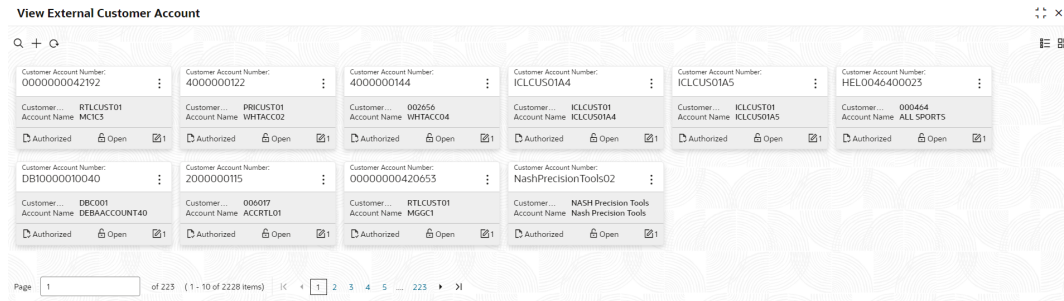 View External Customer Account
Customer Account Number:
0000000042192
Customer... RTLCUST01
Account Name MC1C3
Authorized Open 1
Customer Account Number:
4000000122
Customer... PRICUST01
Account Name WHTACC02
Authorized Open 1
Customer Account Number:
4000000144
Customer... 002656
Account Name WHTACC04
Authorized Open 1
Customer Account Number:
ICLCUS01A4
Customer... ICLCUST01
Account Name ICLCUS01A4
Authorized Open 1
Customer Account Number:
ICLCUS01A5
Customer... ICLCUST01
Account Name ICLCUS01A5
Authorized Open 1
Customer Account Number:
HEL0046400023
Customer... 000464
Account Name ALL SPORTS
Authorized Open 1
Customer Account Number:
DB10000010040
Customer... DBC001
Account Name DEBAACCOUNT40
Authorized Open 1
Customer Account Number:
2000000115
Customer... 006017
Account Name ACCRTL01
Authorized Open 1
Customer Account Number:
00000000420653
Customer... RTLCUST01
Account Name MGGC1
Authorized Open 1
Customer Account Number:
NashPrecisionTools02
Customer... NASH Precision Tools
Account Name Nash Precision Tools
Authorized Open 1
Page 1 of 223 (1 - 10 of 2228 items) 1 2 3 4 5 ... 223